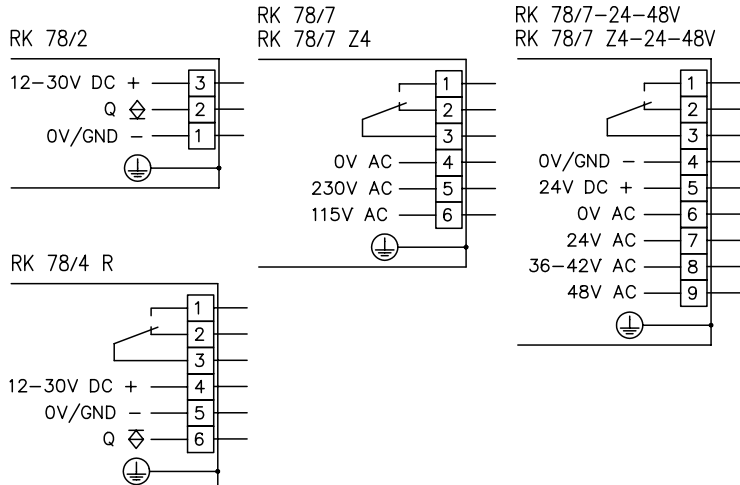 RK 78/2
12-30V DC + 3
Q 2
0V/GND - 1
RK 78/7
RK 78/7 Z4
1
2
3
0V AC 4
230V AC 5
115V AC 6
RK 78/7-24-48V
RK 78/7 Z4-24-48V
1
2
3
0V/GND - 4
24V DC + 5
0V AC 6
24V AC 7
36-42V AC 8
48V AC 9
RK 78/4 R
1
2
3
12-30V DC + 4
0V/GND - 5
Q 6